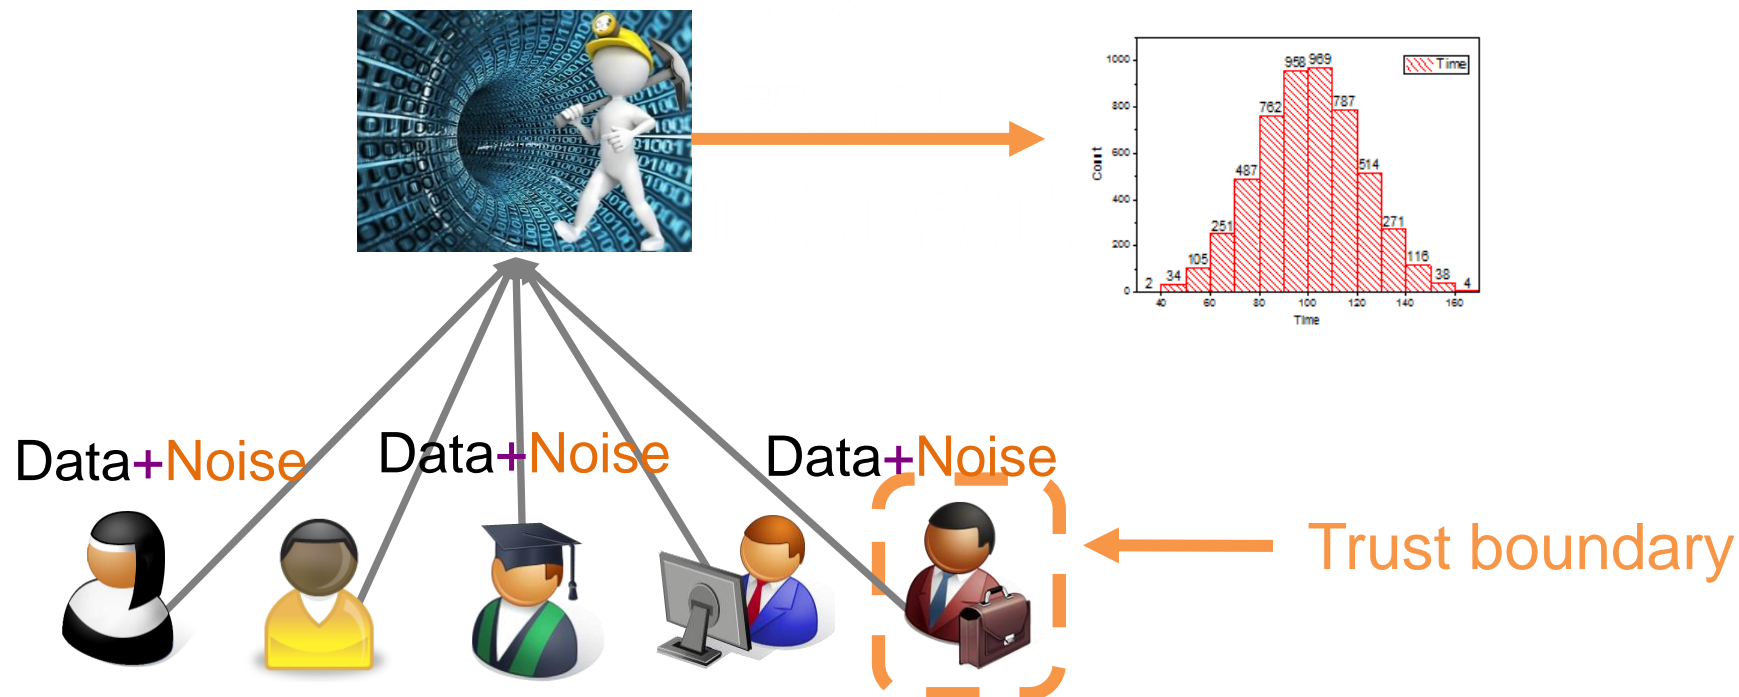 Time
958 969
762 787
487 514
251 271
105 116
2 34 38 4
1000
800
600
400
200
0
Count
40 60 80 100 120 140 160
Time
Data+Noise Data+Noise Data+Noise
Trust boundary